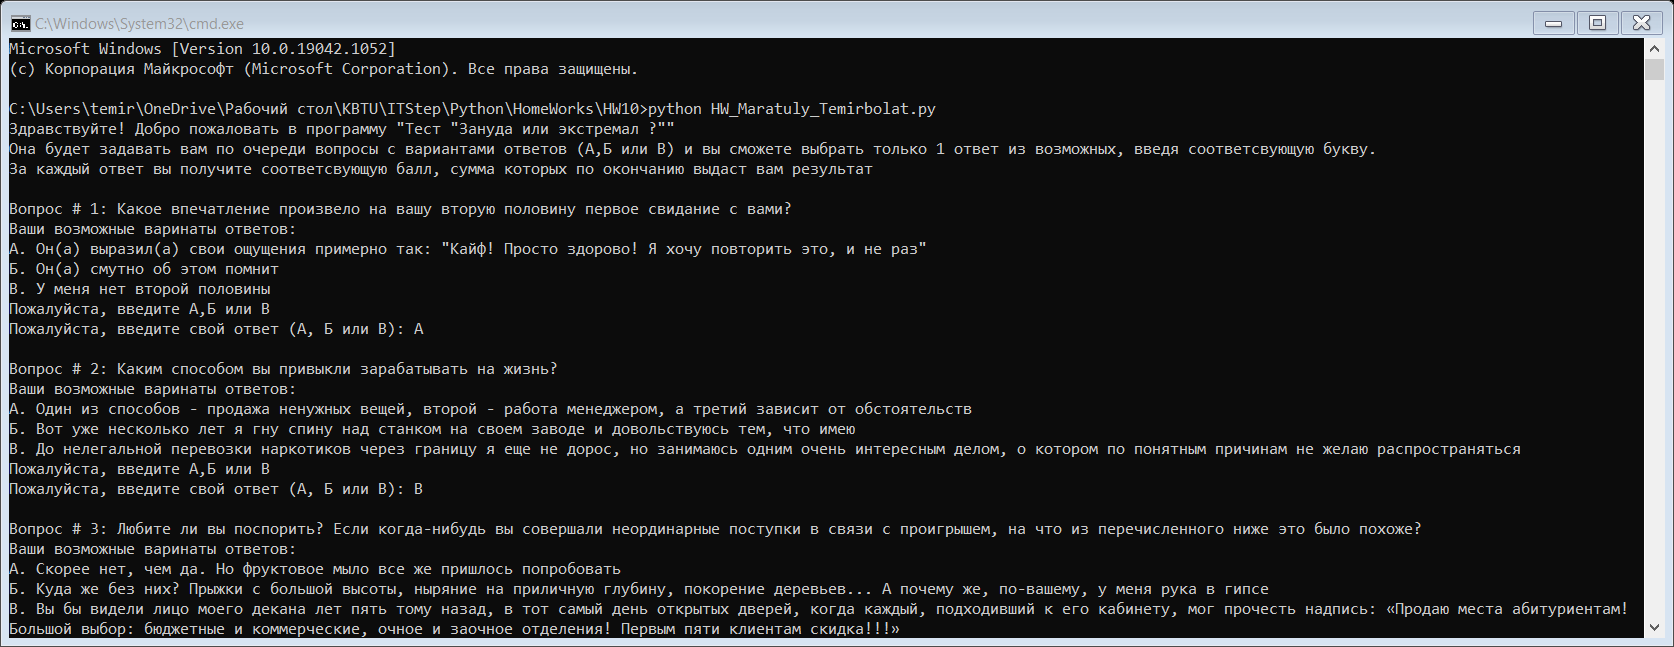 C:\Windows\System32\cmd.exe
Microsoft Windows [Version 10.0.19042.1052]
(c) Корпорация Майкрософт (Microsoft Corporation). Все права защищены.
C:\Users\temir\OneDrive\Рабочий стол\KBTU\ITStep\Python\HomeWorks\HW10>python HW_Maratuly_Temirbolat.py
Здравствуйте! Добро пожаловать в программу "Тест "Зануда или экстремал ?""
Она будет задавать вам по очереди вопросы с вариантами ответов (А,Б или В) и вы сможете выбрать только 1 ответ из возможных, введя соответсвующую букву.
За каждый ответ вы получите соответсвующую балл, сумма которых по окончанию выдаст вам результат
Вопрос # 1: Какое впечатление произвело на вашу вторую половину первое свидание с вами?
Ваши возможные варинаты ответов:
А. Он(а) выразил(а) свои ощущения примерно так: "Кайф! Просто здорово! Я хочу повторить это, и не раз"
Б. Он(а) смутно об этом помнит
В. У меня нет второй половины
Пожалуйста, введите А,Б или В
Пожалуйста, введите свой ответ (А, Б или В): А
Вопрос # 2: Каким способом вы привыкли зарабатывать на жизнь?
Ваши возможные варинаты ответов:
А. Один из способов - продажа ненужных вещей, второй - работа менеджером, а третий зависит от обстоятельств
Б. Вот уже несколько лет я гну спину над станком на своем заводе и довольствуюсь тем, что имею
В. До нелегальной перевозки наркотиков через границу я еще не дорос, но занимаюсь одним очень интересным делом, о котором по понятным причинам не желаю распространяться
Пожалуйста, введите А,Б или В
Пожалуйста, введите свой ответ (А, Б или В): В
Вопрос # 3: Любите ли вы поспорить? Если когда-нибудь вы совершали неординарные поступки в связи с проигрышем, на что из перечисленного ниже это было похоже?
Ваши возможные варинаты ответов:
А. Скорее нет, чем да. Но фруктовое мыло все же пришлось попробовать
Б. Куда же без них? Прыжки с большой высоты, ныряние на приличную глубину, покорение деревьев... А почему же, по-вашему, у меня рука в гипсе
В. Вы бы видели лицо моего декана лет пять тому назад, в тот самый день открытых дверей, когда каждый, подходивший к его кабинету, мог прочесть надпись: «Продаю места абитуриентам!
Большой выбор: бюджетные и коммерческие, очное и заочное отделения! Первым пяти клиентам скидка!!!»